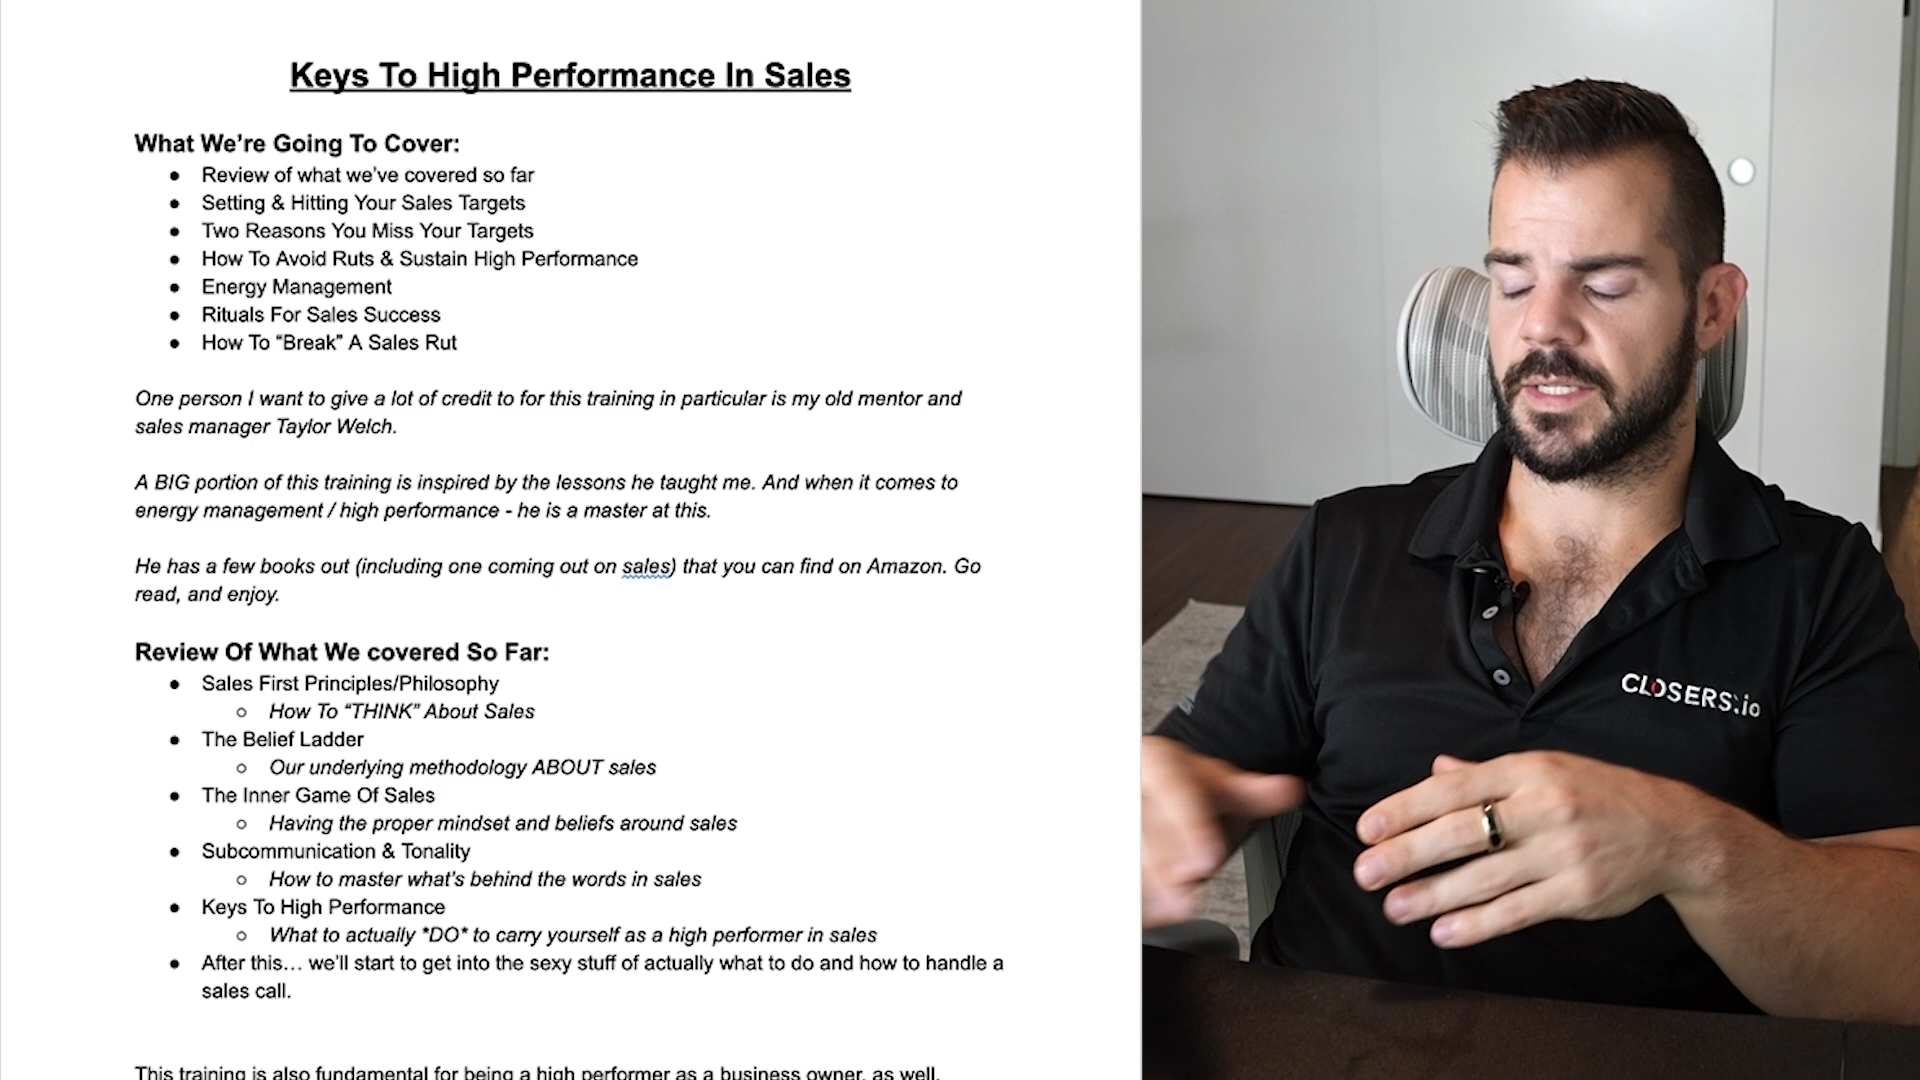 Keys To High Performance In Sales
What We’re Going To Cover:
● Review of what we’ve covered so far
● Setting & Hitting Your Sales Targets
● Two Reasons You Miss Your Targets
● How To Avoid Ruts & Sustain High Performance
● Energy Management
● Rituals For Sales Success
● How To “Break” A Sales Rut
One person I want to give a lot of credit to for this training in particular is my old mentor and
sales manager Taylor Welch.
A BIG portion of this training is inspired by the lessons he taught me. And when it comes to
energy management / high performance - he is a master at this.
He has a few books out (including one coming out on sales) that you can find on Amazon. Go
read, and enjoy.
Review Of What We covered So Far:
● Sales First Principles/Philosophy
○ How To “THINK” About Sales
● The Belief Ladder
○ Our underlying methodology ABOUT sales
● The Inner Game Of Sales
○ Having the proper mindset and beliefs around sales
● Subcommunication & Tonality
○ How to master what’s behind the words in sales
● Keys To High Performance
○ What to actually *DO* to carry yourself as a high performer in sales
● After this… we’ll start to get into the sexy stuff of actually what to do and how to handle a
sales call.
This training is also fundamental for being a high performer as a business owner, as well.
CLOSERS.io